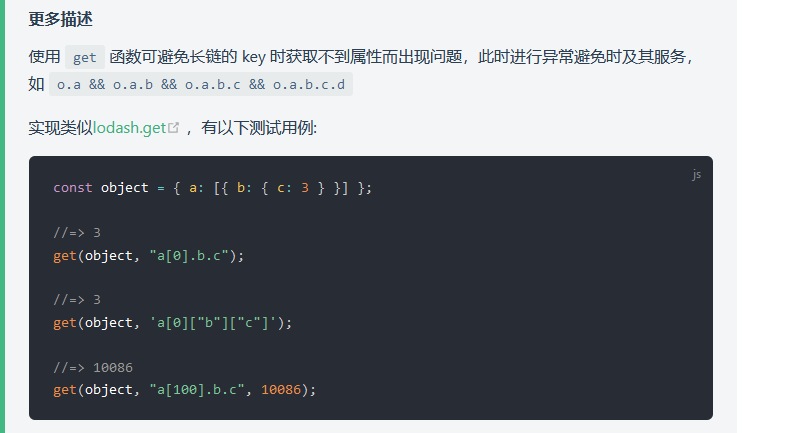 更多描述
使用 get 函数可避免长链的 key 时获取不到属性而出现问题，此时进行异常避免时及其服务，
如 o.a && o.a.b && o.a.b.c && o.a.b.c.d
实现类似lodash.get ，有以下测试用例:
js
const object = { a: [{ b: { c: 3 } }] };
//=> 3
get(object, "a[0].b.c");
//=> 3
get(object, 'a[0]["b"]["c"]');
//=> 10086
get(object, "a[100].b.c", 10086);